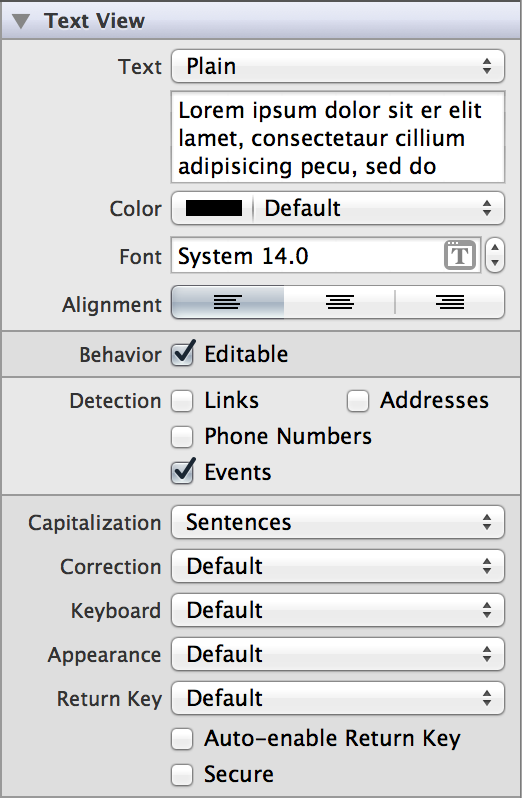 Text View
Text Plain
Lorem ipsum dolor sit er elit
lamet, consectetaur cillium
adipisicing pecu, sed do
Color Default
Font System 14.0 T
Alignment
Behavior Editable
Detection Links Addresses
Phone Numbers
Events
Capitalization Sentences
Correction Default
Keyboard Default
Appearance Default
Return Key Default
Auto-enable Return Key
Secure